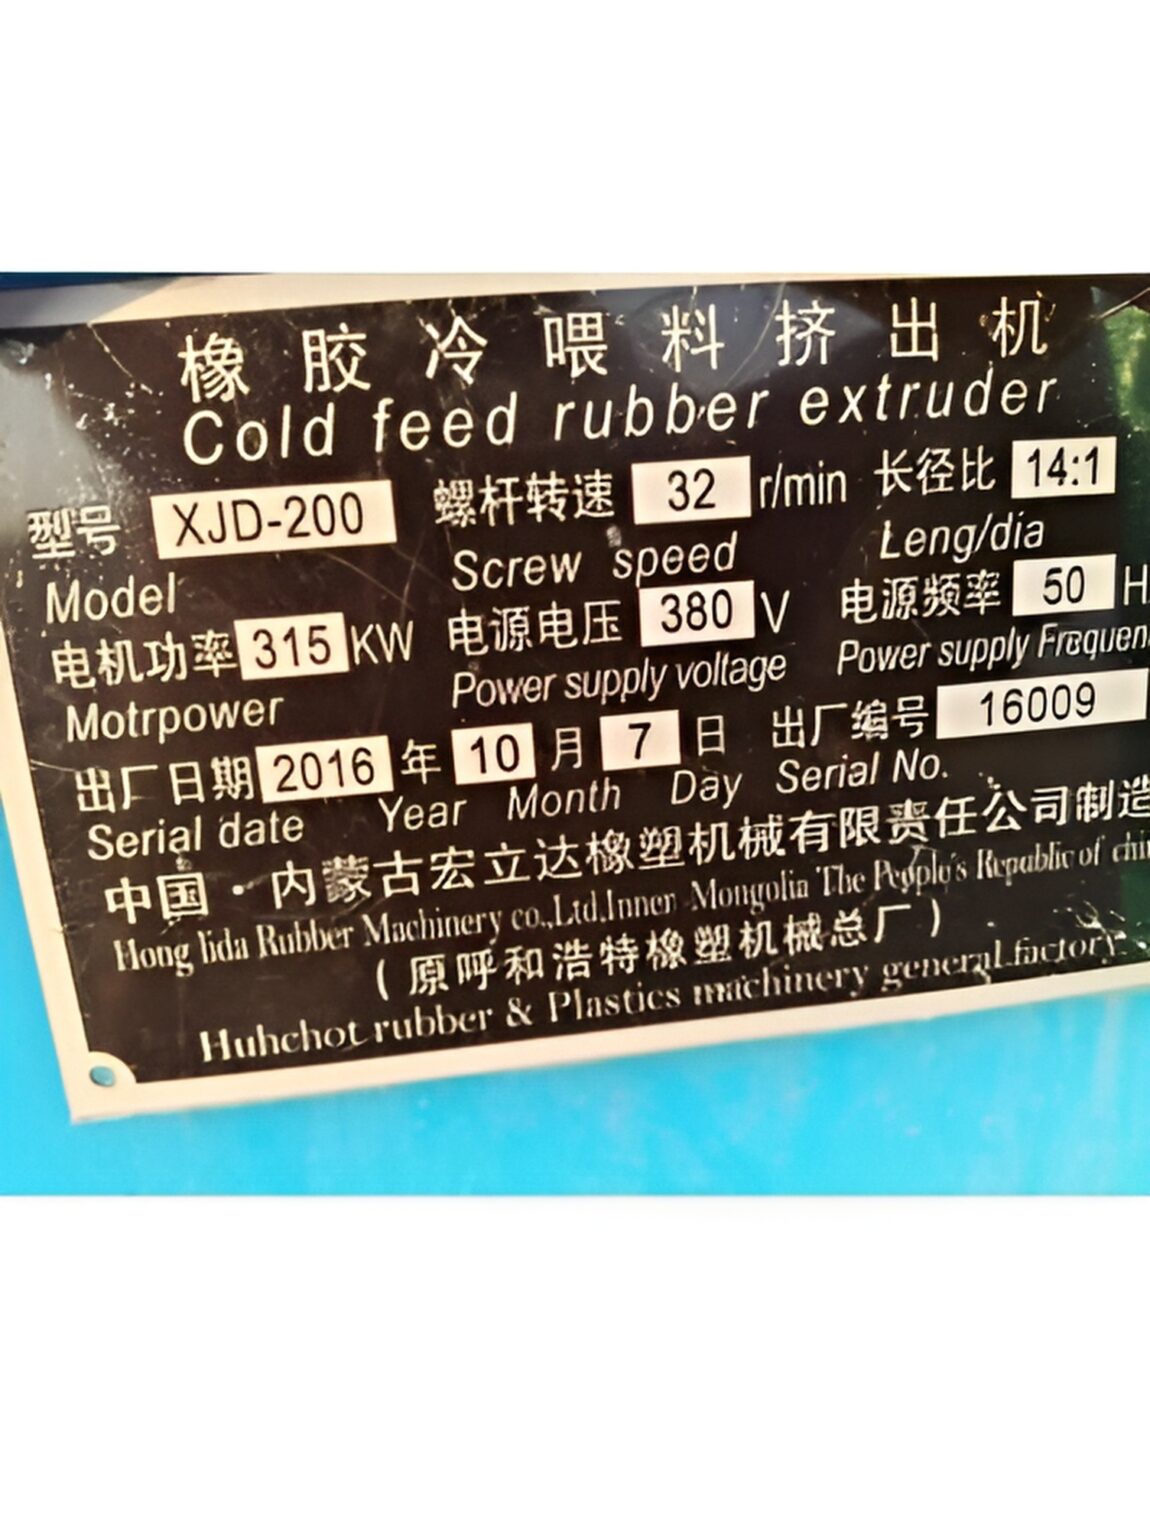 橡胶冷喂料挤出机
Cold feed rubber extruder
型号 XJD-200 螺杆转速 32 r/min 长径比 14:1
Model Screw speed Leng/dia
电机功率 315 KW 电源电压 380 V 电源频率 50 H
Motrpower Power supply voltage Power supply Frequen
出厂日期 2016 年 10 月 7 日 出厂编号 16009
Serial date Year Month Day Serial No.
中国·内蒙古宏立达橡塑机械有限责任公司制造
Hong lida Rubber Machinery co.,Ltd.Inner Mongolia The People's Republic of chi
(原呼和浩特橡塑机械总厂)
Huhchot rubber & Plastics machinery general factory